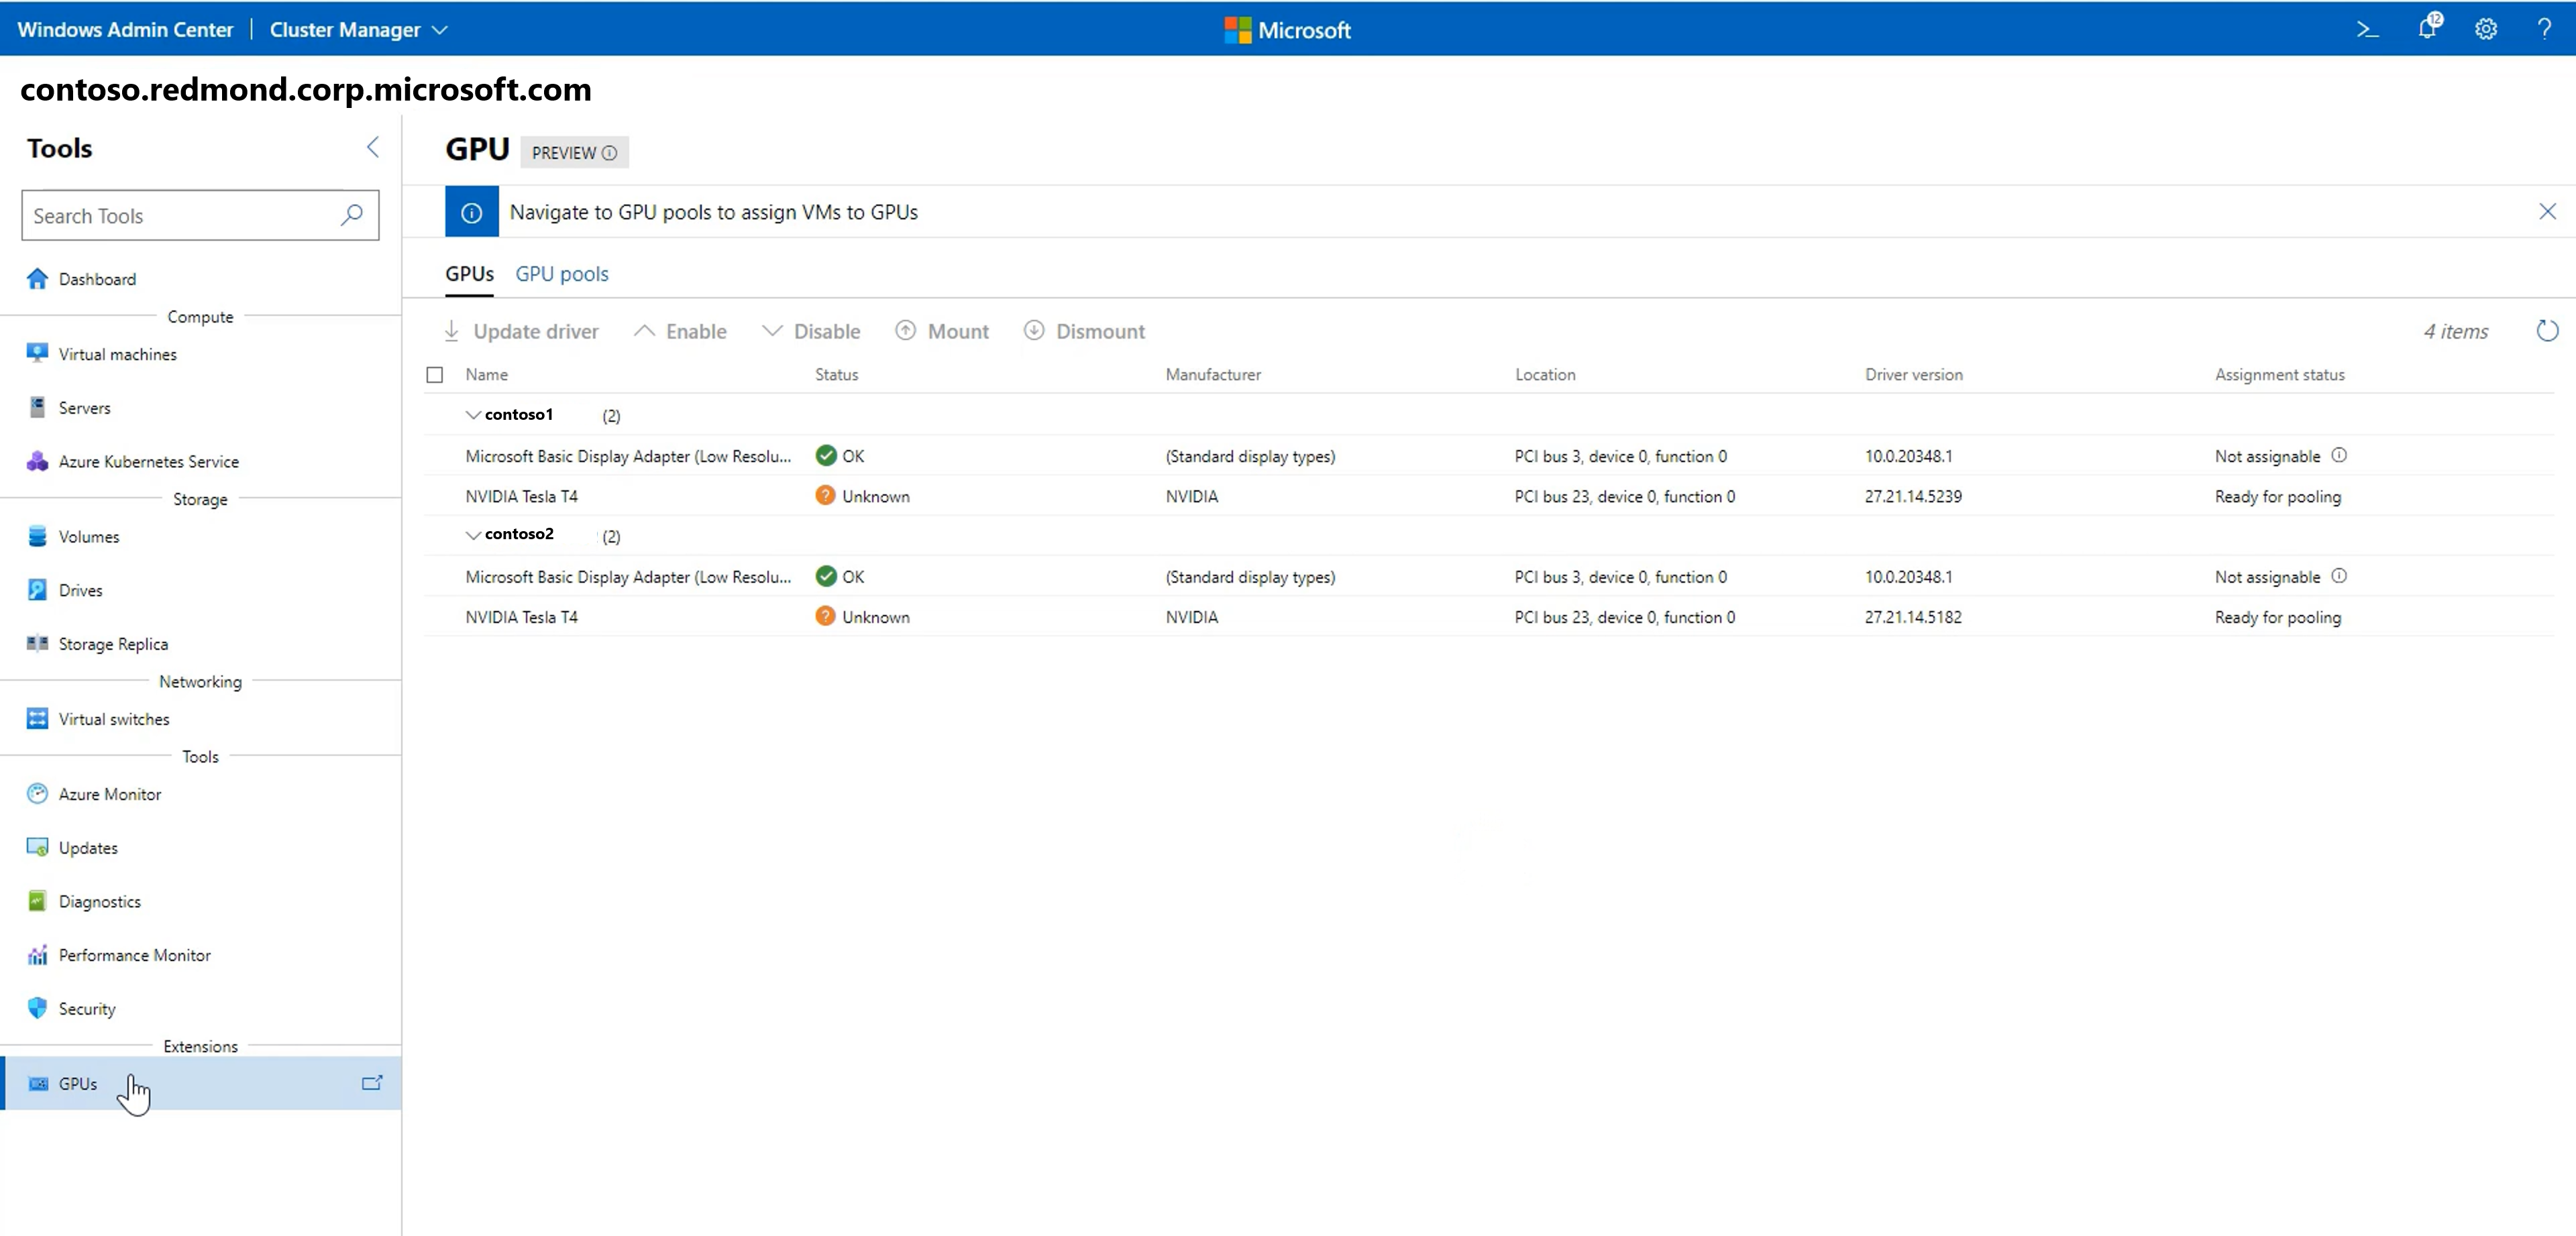 Windows Admin Center | Cluster Manager
Microsoft
12
contoso.redmond.corp.microsoft.com
Tools
Search Tools
Dashboard
Compute
Virtual machines
Servers
Azure Kubernetes Service
Storage
Volumes
Drives
Storage Replica
Networking
Virtual switches
Tools
Azure Monitor
Updates
Diagnostics
Performance Monitor
Security
Extensions
GPUs
GPU PREVIEW
Navigate to GPU pools to assign VMs to GPUs
GPUs GPU pools
Update driver Enable Disable Mount Dismount 4 items
Name Status Manufacturer Location Driver version Assignment status
contoso1 (2)
Microsoft Basic Display Adapter (Low Resolu... OK (Standard display types) PCI bus 3, device 0, function 0 10.0.20348.1 Not assignable
NVIDIA Tesla T4 Unknown NVIDIA PCI bus 23, device 0, function 0 27.21.14.5239 Ready for pooling
contoso2 (2)
Microsoft Basic Display Adapter (Low Resolu... OK (Standard display types) PCI bus 3, device 0, function 0 10.0.20348.1 Not assignable
NVIDIA Tesla T4 Unknown NVIDIA PCI bus 23, device 0, function 0 27.21.14.5182 Ready for pooling